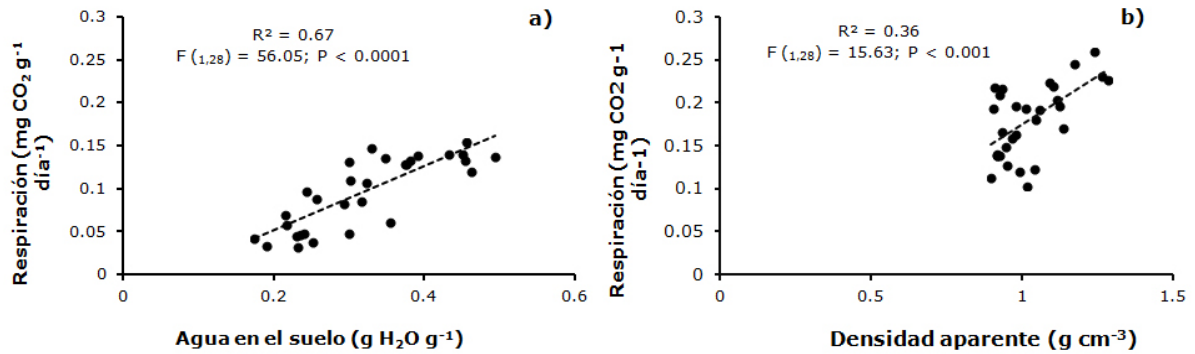 a)
R² = 0.67
F (1,28) = 56.05; P < 0.0001
Respiración (mg CO₂ g⁻¹
día⁻¹)
0.3
0.25
0.2
0.15
0.1
0.05
0
0
0.2
0.4
0.6
Agua en el suelo (g H₂O g⁻¹)
b)
R² = 0.36
F (1,28) = 15.63; P < 0.001
Respiración (mg CO2 g-1
día-1)
0.3
0.25
0.2
0.15
0.1
0.05
0
0
0.5
1
1.5
Densidad aparente (g cm⁻³)